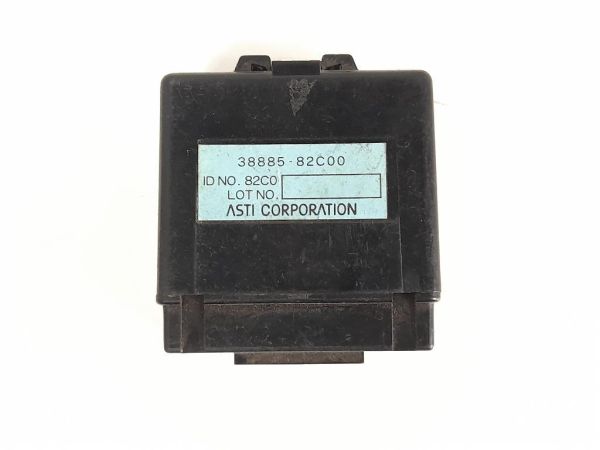 38885-82C00
ID NO. 82C0
LOT NO.
ASTI CORPORATION